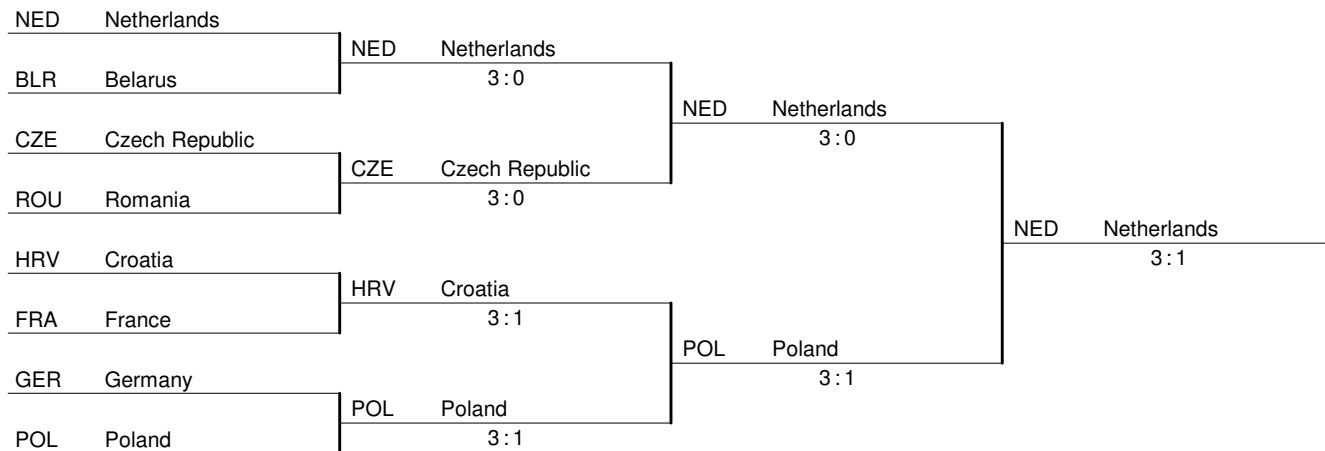 NED Netherlands
BLR Belarus
CZE Czech Republic
ROU Romania
HRV Croatia
FRA France
GER Germany
POL Poland
NED Netherlands
3:0
CZE Czech Republic
3:0
HRV Croatia
3:1
POL Poland
3:1
NED Netherlands
3:0
POL Poland
3:1
NED Netherlands
3:1